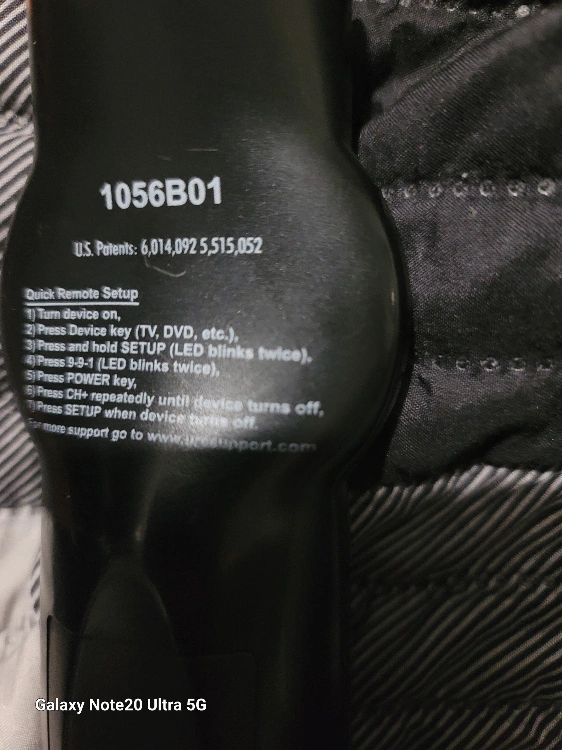 1056B01
U.S. Patents: 6,014,092 5,515,052
Quick Remote Setup
1) Turn device on,
2) Press Device key (TV, DVD, etc.),
3) Press and hold SETUP (LED blinks twice),
4) Press 9-9-1 (LED blinks twice),
5) Press POWER key,
6) Press CH+ repeatedly until device turns off,
7) Press SETUP when device turns off.
For more support go to
Galaxy Note20 Ultra 5G